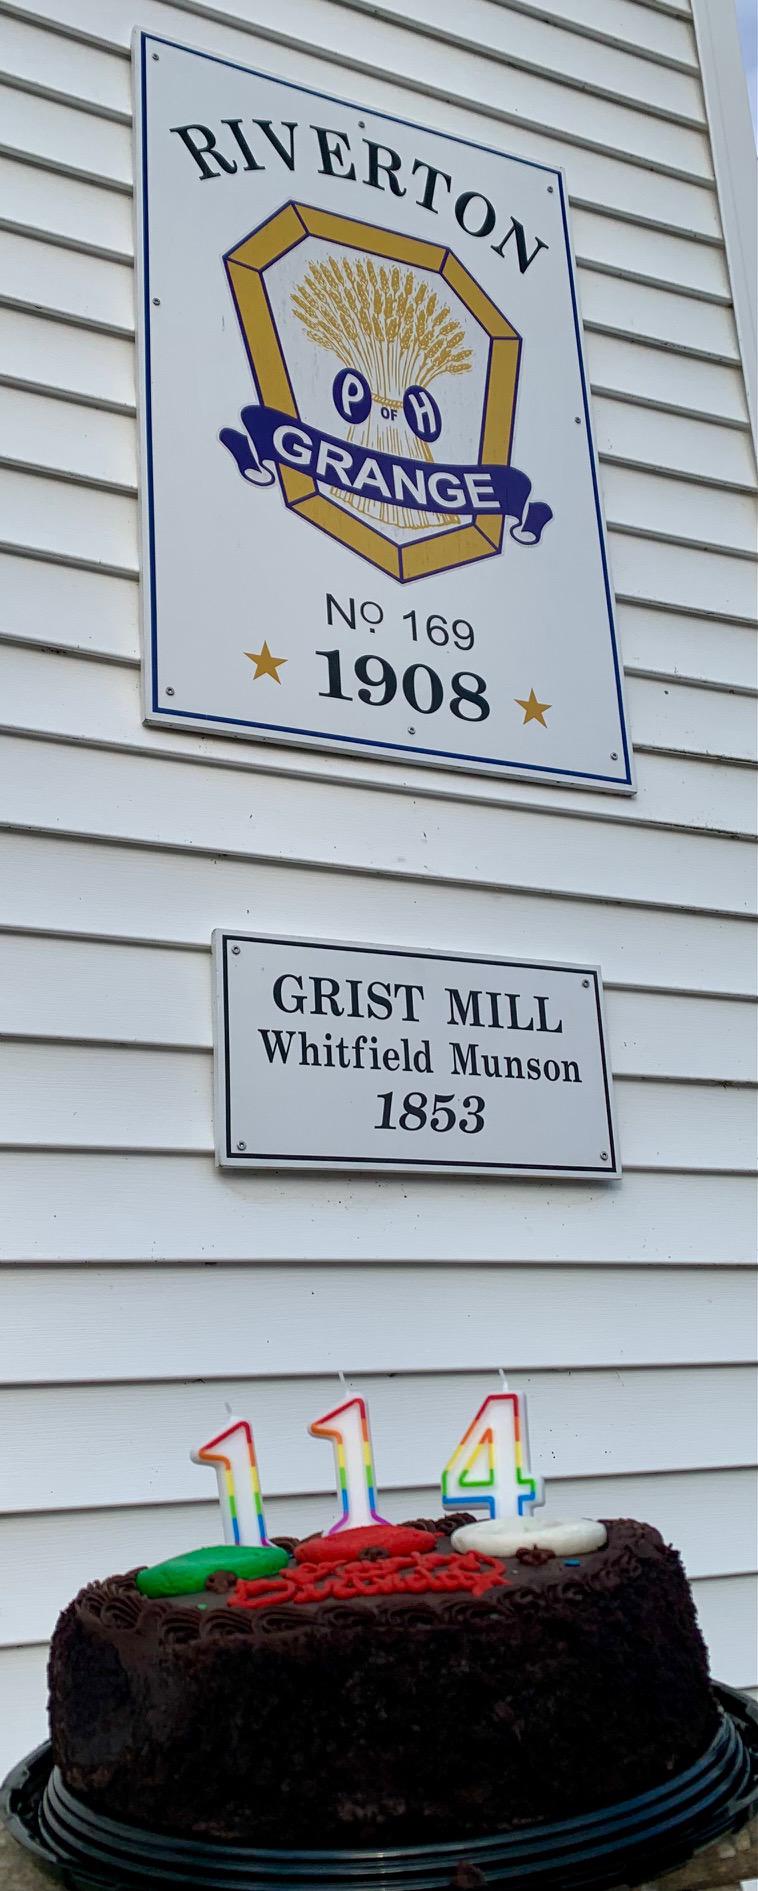 RIVERTON
P OF H
GRANGE
Nº 169
1908
GRIST MILL
Whitfield Munson
1853
114